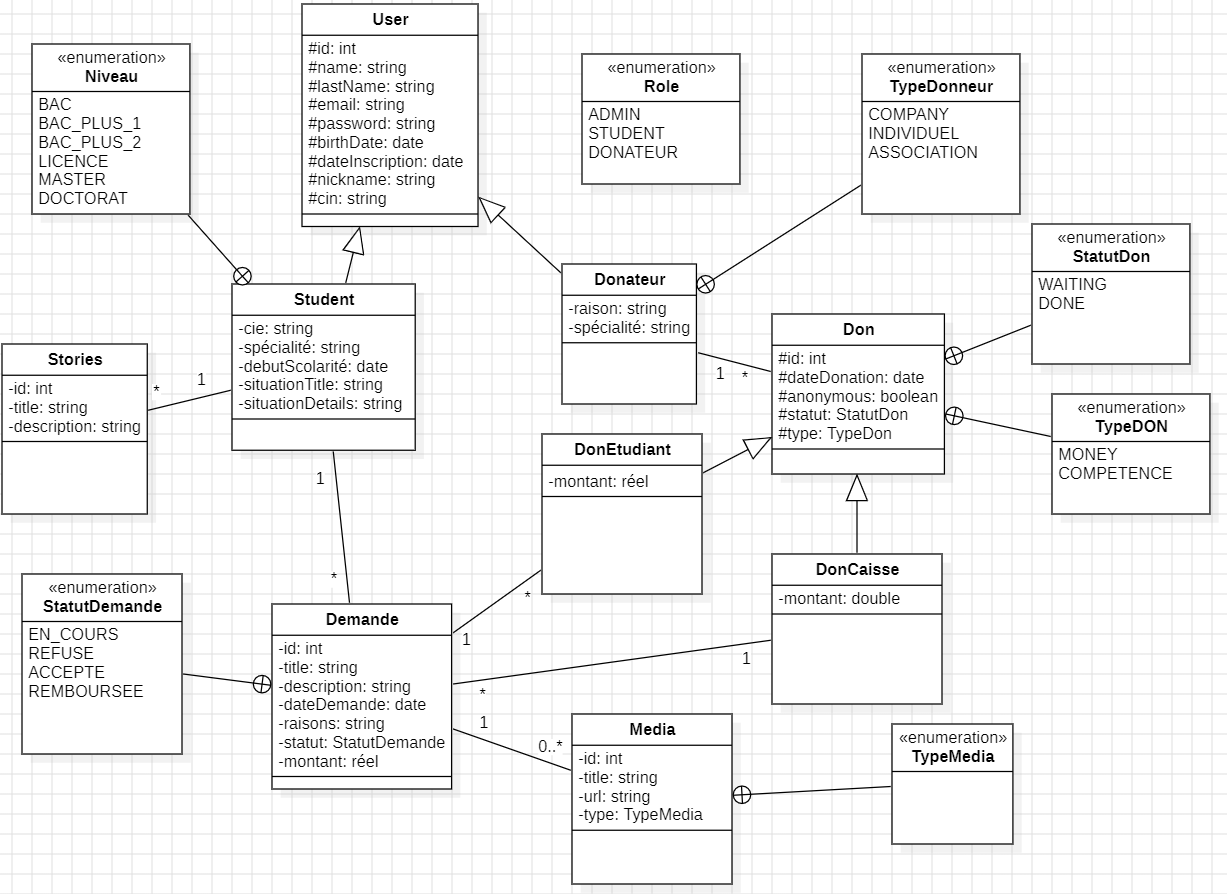 User
#id: int
#name: string
#lastName: string
#email: string
#password: string
#birthDate: date
#dateInscription: date
#nickname: string
#cin: string
«enumeration»
Niveau
BAC
BAC_PLUS_1
BAC_PLUS_2
LICENCE
MASTER
DOCTORAT
«enumeration»
Role
ADMIN
STUDENT
DONATEUR
«enumeration»
TypeDonneur
COMPANY
INDIVIDUEL
ASSOCIATION
«enumeration»
StatutDon
WAITING
DONE
Donateur
-raison: string
-spécialité: string
Student
-cie: string
-spécialité: string
-debutScolarité: date
-situationTitle: string
-situationDetails: string
Don
#id: int
#dateDonation: date
#anonymous: boolean
#statut: StatutDon
#type: TypeDon
1
*
Stories
-id: int
-title: string
-description: string
*
1
«enumeration»
TypeDON
MONEY
COMPETENCE
DonEtudiant
-montant: réel
1
*
DonCaisse
-montant: double
«enumeration»
StatutDemande
EN_COURS
REFUSE
ACCEPTE
REMBOURSEE
Demande
-id: int
-title: string
-description: string
-dateDemande: date
-raisons: string
-statut: StatutDemande
-montant: réel
*
1
1
*
1
0..*
Media
-id: int
-title: string
-url: string
-type: TypeMedia
«enumeration»
TypeMedia